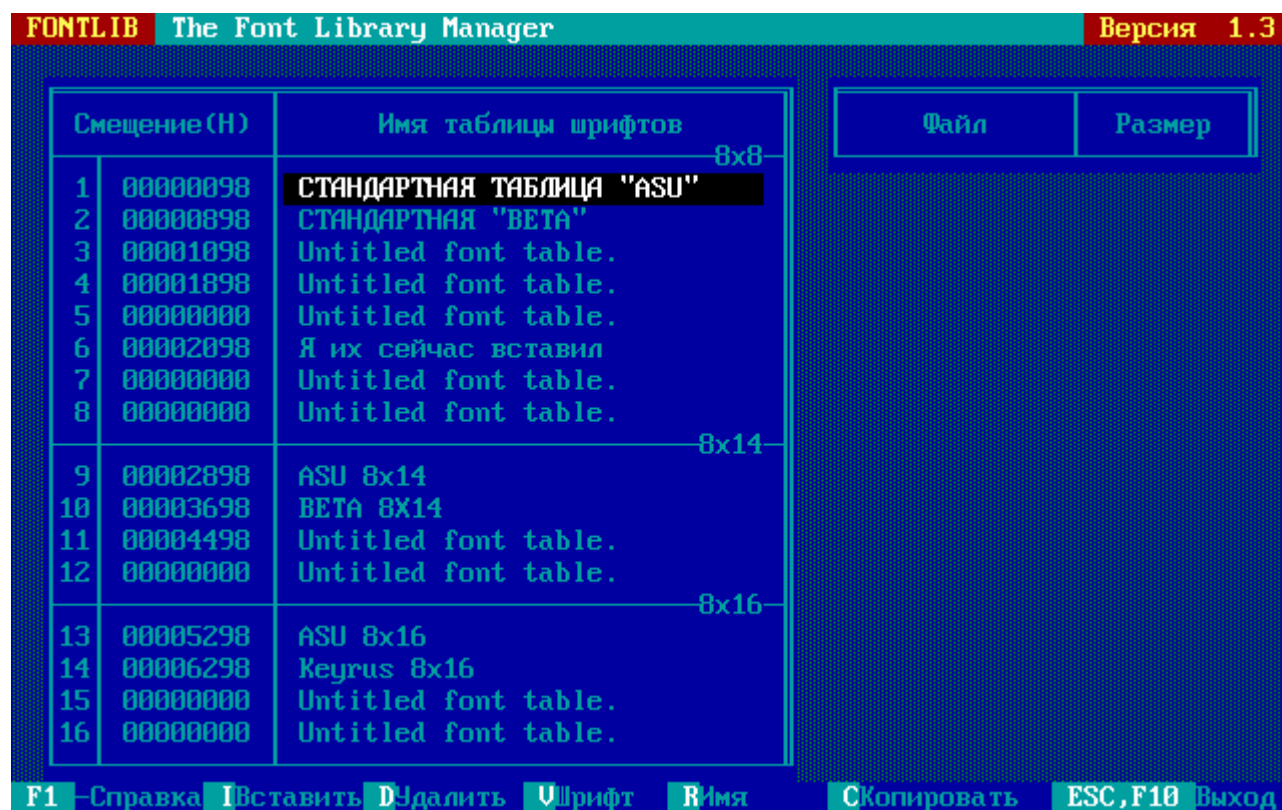 FONTLIB The Font Library Manager Версия 1.3
Смещение(H) Имя таблицы шрифтов Файл Размер
8x8
1 00000098 СТАНДАРТНАЯ ТАБЛИЦА "ASU"
2 00000898 СТАНДАРТНАЯ "BETA"
3 00001098 Untitled font table.
4 00001898 Untitled font table.
5 00000000 Untitled font table.
6 00002098 Я их сейчас вставил
7 00000000 Untitled font table.
8 00000000 Untitled font table.
8x14
9 00002898 ASU 8x14
10 00003698 BETA 8X14
11 00004498 Untitled font table.
12 00000000 Untitled font table.
8x16
13 00005298 ASU 8x16
14 00006298 Keyrus 8x16
15 00000000 Untitled font table.
16 00000000 Untitled font table.
F1 -Справка IВставить DУдалить VШрифт RИмя CКопировать ESC,F10 Выход